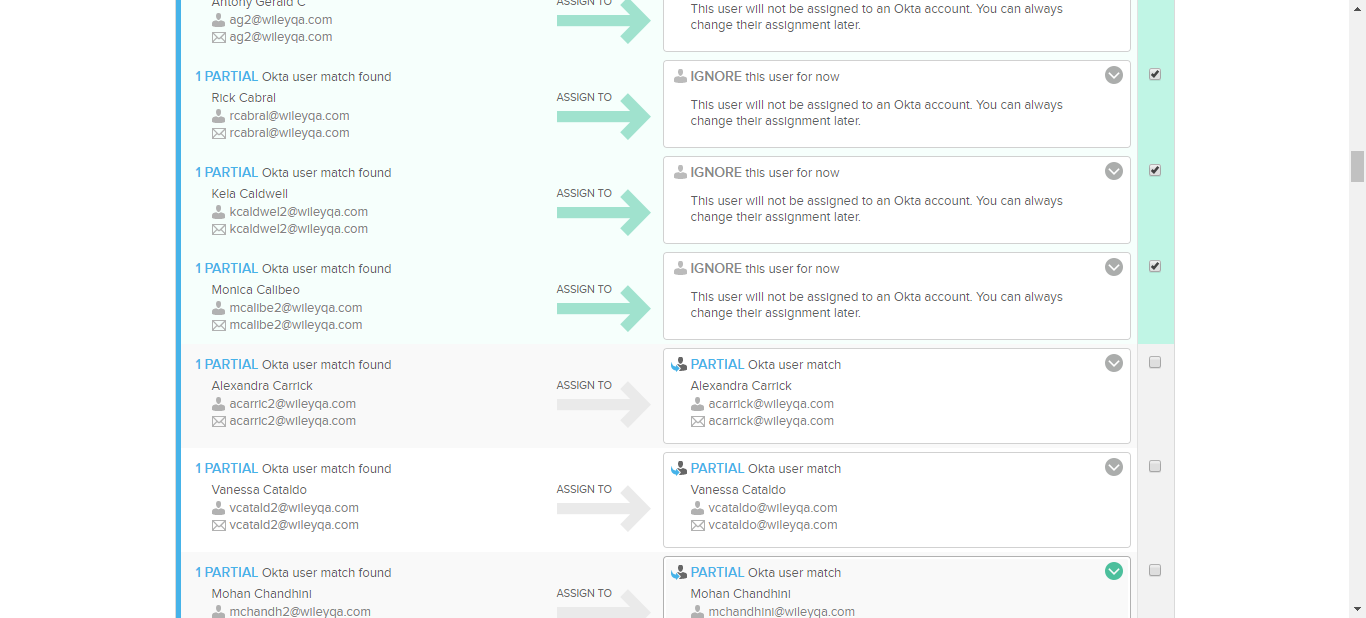 Antony Gerald C
ag2@wileyqa.com
ag2@wileyqa.com
ASSIGN TO
This user will not be assigned to an Okta account. You can always
change their assignment later.
1 PARTIAL Okta user match found
Rick Cabral
rcabral@wileyqa.com
rcabral@wileyqa.com
ASSIGN TO
IGNORE this user for now
This user will not be assigned to an Okta account. You can always
change their assignment later.
1 PARTIAL Okta user match found
Kela Caldwell
kcaldwel2@wileyqa.com
kcaldwel2@wileyqa.com
ASSIGN TO
IGNORE this user for now
This user will not be assigned to an Okta account. You can always
change their assignment later.
1 PARTIAL Okta user match found
Monica Calibeo
mcalibe2@wileyqa.com
mcalibe2@wileyqa.com
ASSIGN TO
IGNORE this user for now
This user will not be assigned to an Okta account. You can always
change their assignment later.
1 PARTIAL Okta user match found
Alexandra Carrick
acarric2@wileyqa.com
acarric2@wileyqa.com
ASSIGN TO
PARTIAL Okta user match
Alexandra Carrick
acarrick@wileyqa.com
acarrick@wileyqa.com
1 PARTIAL Okta user match found
Vanessa Cataldo
vcatald2@wileyqa.com
vcatald2@wileyqa.com
ASSIGN TO
PARTIAL Okta user match
Vanessa Cataldo
vcataldo@wileyqa.com
vcataldo@wileyqa.com
1 PARTIAL Okta user match found
Mohan Chandhini
mchandh2@wileyqa.com
ASSIGN TO
PARTIAL Okta user match
Mohan Chandhini
mchandhini@wileyqa.com